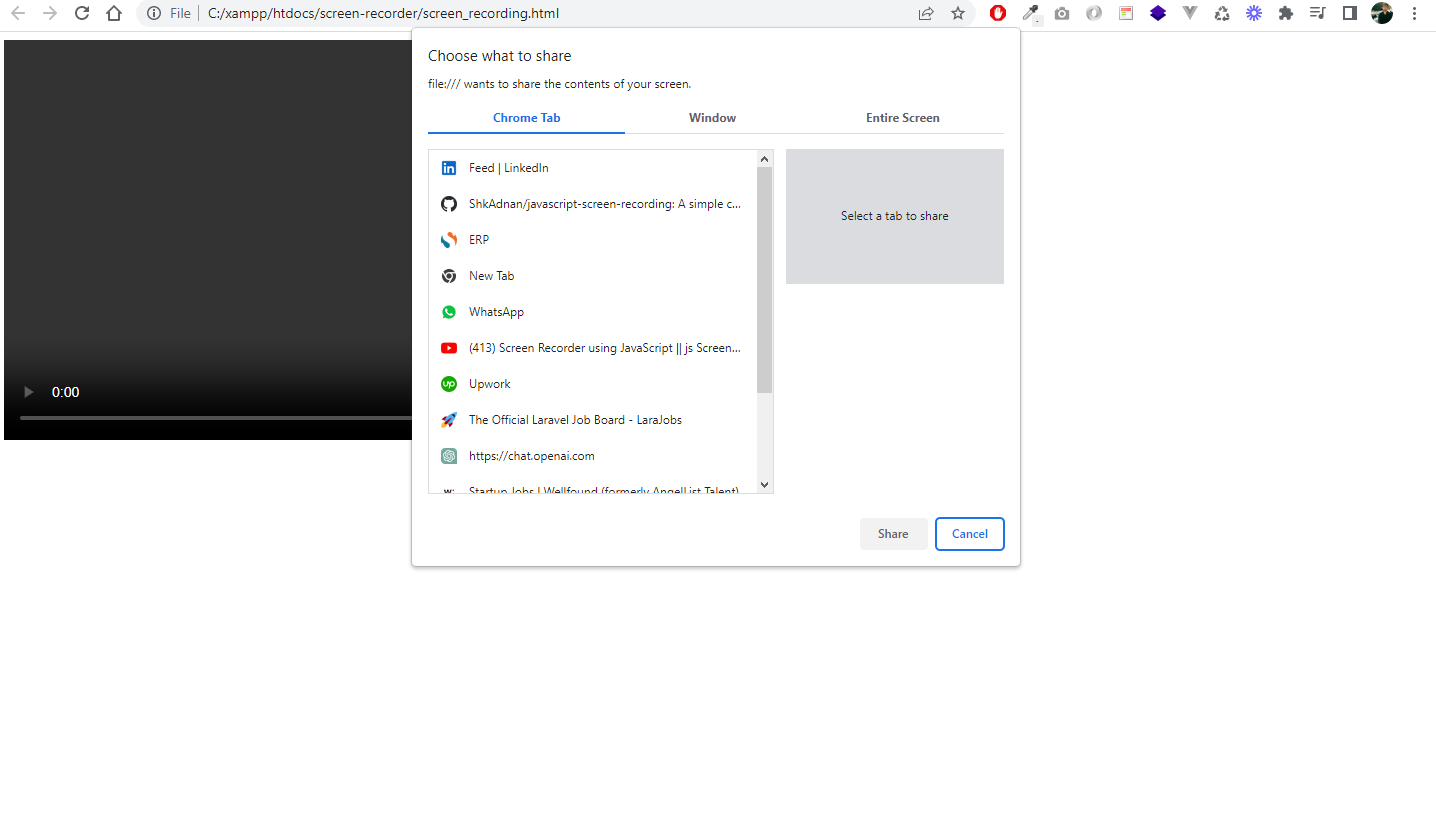 File
C:/xampp/htdocs/screen-recorder/screen_recording.html
Choose what to share
file:/// wants to share the contents of your screen.
Chrome Tab
Window
Entire Screen
Feed | LinkedIn
ShkAdnan/javascript-screen-recording: A simple c...
ERP
New Tab
WhatsApp
(413) Screen Recorder using JavaScript || js Screen...
Upwork
The Official Laravel Job Board - LaraJobs
https://chat.openai.com
Startup Jobs | Wellfound (formerly AngelList Talent)
Select a tab to share
0:00
Share
Cancel